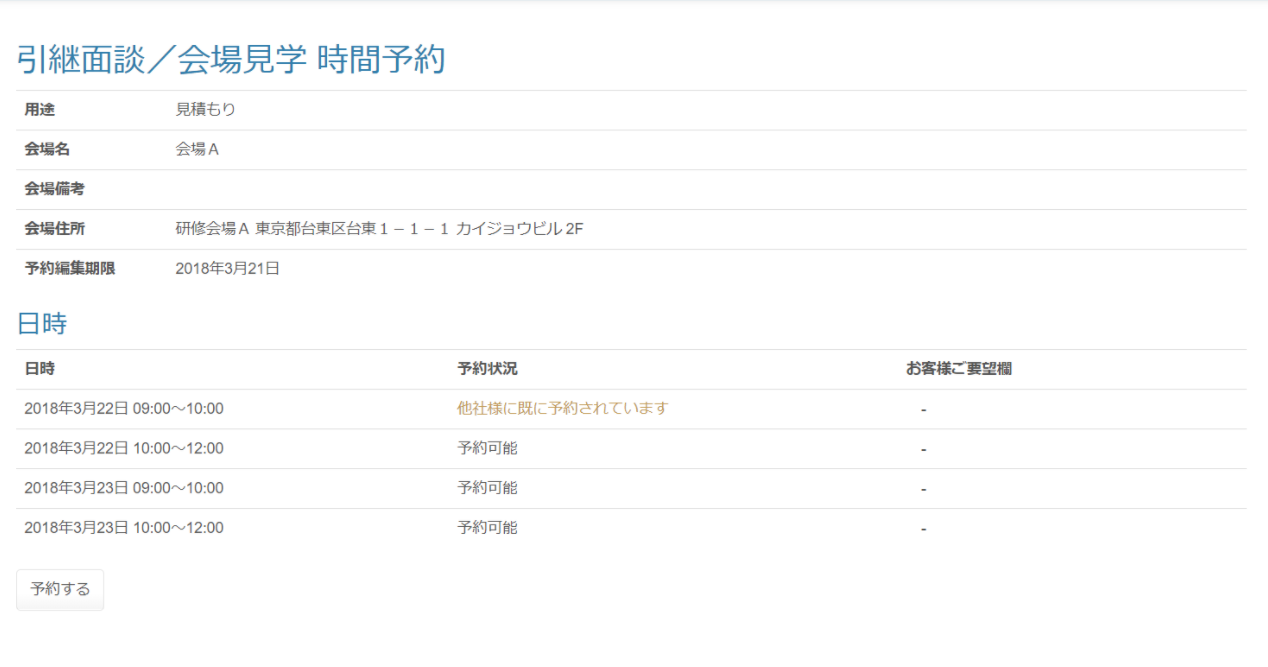 引継面談／会場見学 時間予約
用途 見積もり
会場名 会場Ａ
会場備考
会場住所 研修会場Ａ 東京都台東区台東１－１－１ カイジョウビル2F
予約編集期限 2018年3月21日
日時
日時 予約状況 お客様ご要望欄
2018年3月22日 09:00～10:00 他社様に既に予約されています -
2018年3月22日 10:00～12:00 予約可能 -
2018年3月23日 09:00～10:00 予約可能 -
2018年3月23日 10:00～12:00 予約可能 -
予約する